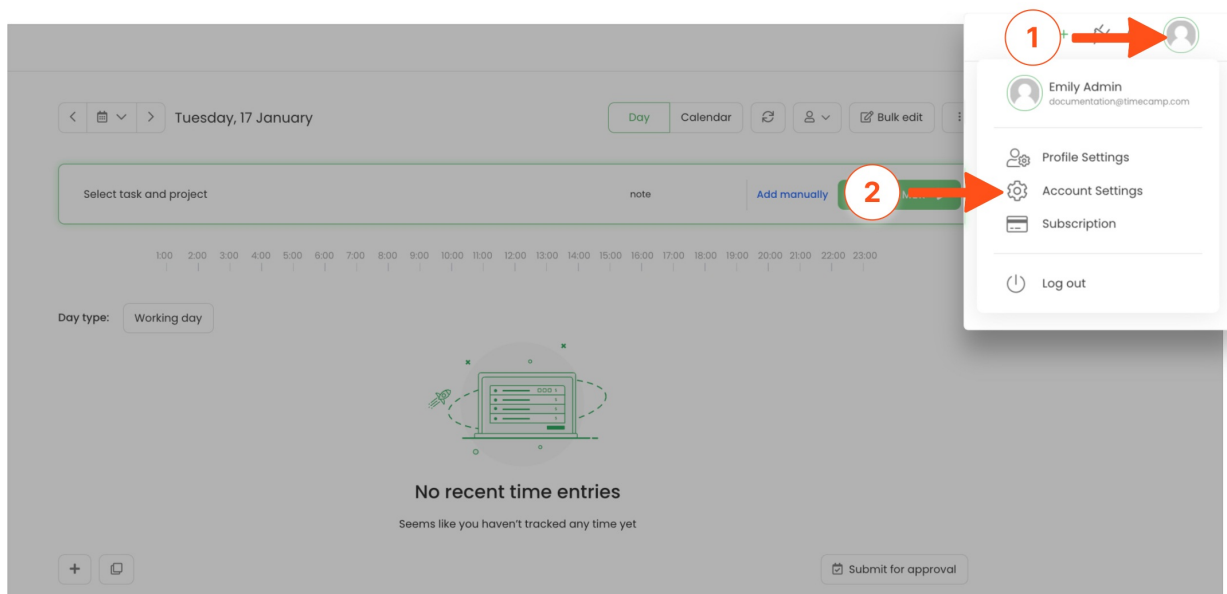 1
+
Emily Admin
documentation@timecamp.com
Tuesday, 17 January
Day
Calendar
Bulk edit
Profile Settings
Select task and project
note
Add manually
2
Account Settings
Subscription
1:00 2:00 3:00 4:00 5:00 6:00 7:00 8:00 9:00 10:00 11:00 12:00 13:00 14:00 15:00 16:00 17:00 18:00 19:00 20:00 21:00 22:00 23:00
Log out
Day type:
Working day
No recent time entries
Seems like you haven't tracked any time yet
+
Submit for approval